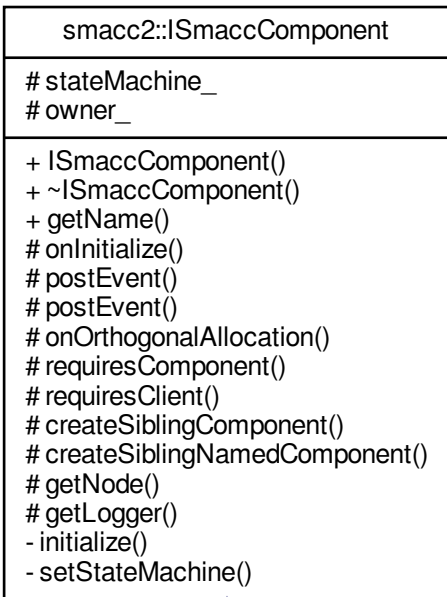 smacc2::ISmaccComponent
# stateMachine_
# owner_
+ ISmaccComponent()
+ ~ISmaccComponent()
+ getName()
# onInitialize()
# postEvent()
# postEvent()
# onOrthogonalAllocation()
# requiresComponent()
# requiresClient()
# createSiblingComponent()
# createSiblingNamedComponent()
# getNode()
# getLogger()
- initialize()
- setStateMachine()